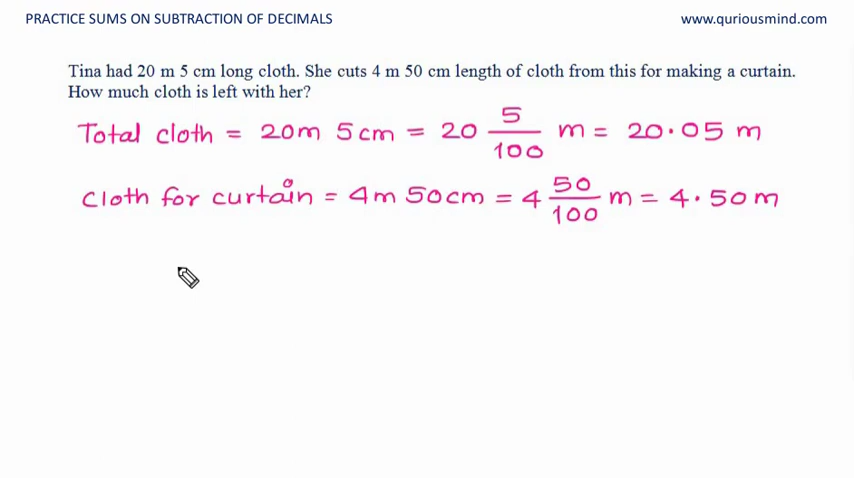 PRACTICE SUMS ON SUBTRACTION OF DECIMALS www.quriousmind.com
Tina had 20 m 5 cm long cloth. She cuts 4 m 50 cm length of cloth from this for making a curtain.
How much cloth is left with her?
Total cloth = 20m 5cm = 20 5/100 m = 20.05 m
Cloth for curtain = 4m 50cm = 4 50/100 m = 4.50m